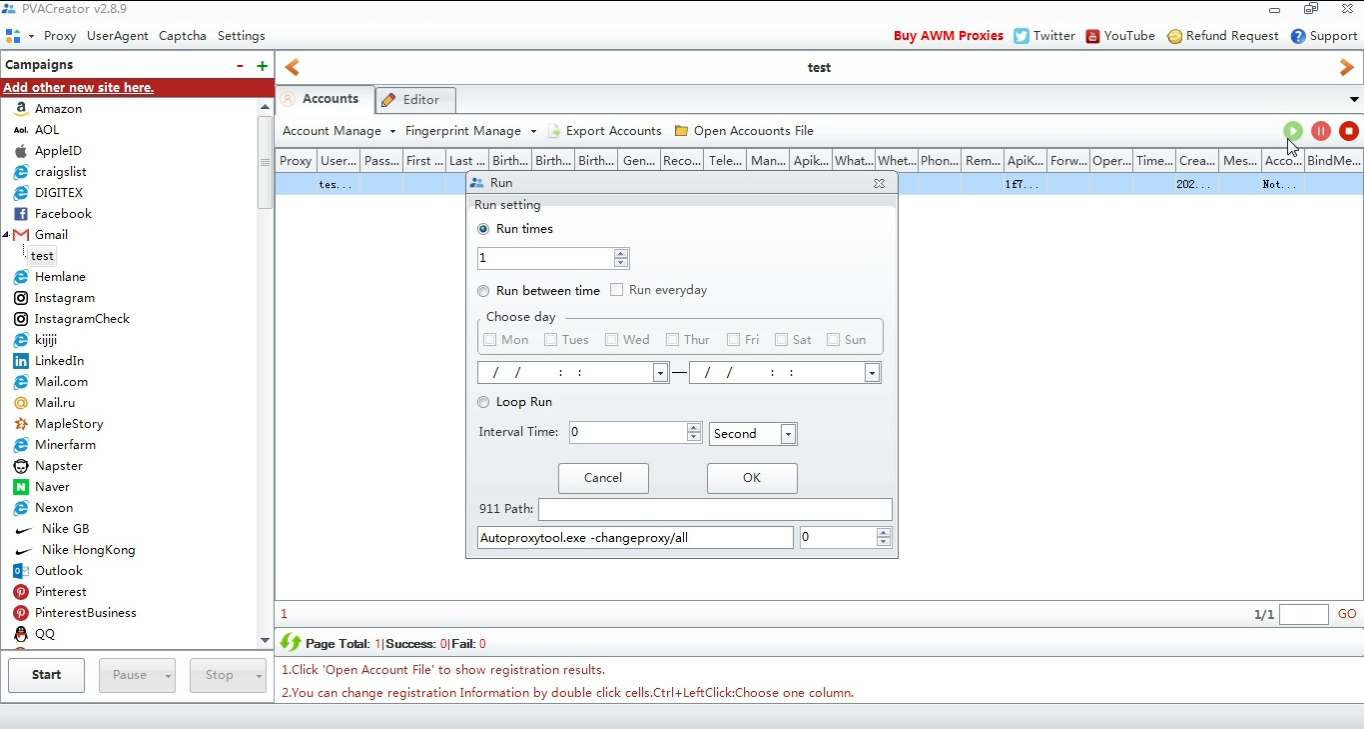 PVACreator v2.8.9
Proxy UserAgent Captcha Settings
Buy AWM Proxies Twitter YouTube Refund Request Support
Campaigns - +
test
Add other new site here.
Accounts Editor
Amazon
AOL
AppleID
craigslist
DIGITEX
Facebook
Gmail
test
Hemlane
Instagram
InstagramCheck
kijiji
LinkedIn
Mail.com
Mail.ru
MapleStory
Minerfarm
Napster
Naver
Nexon
Nike GB
Nike HongKong
Outlook
Pinterest
PinterestBusiness
QQ
Start Pause Stop
Account Manage Fingerprint Manage Export Accounts Open Accouonts File
Proxy User... Pass... First ... Last ... Birth... Birth... Birth... Gen... Reco... Tele... Man... Apik... What... Whet... Phon... Rem... ApiK... Forw... Oper... Time... Crea... Mes... Acco... BindMe...
tes... 1f7... 202... Not...
Run
Run setting
Run times
1
Run between time Run everyday
Choose day
Mon Tues Wed Thur Fri Sat Sun
/ / : : — / / : :
Loop Run
Interval Time: 0 Second
Cancel OK
911 Path:
Autoproxytool.exe -changeproxy/all 0
1 1/1 GO
Page Total: 1|Success: 0|Fail: 0
1.Click 'Open Account File' to show registration results.
2.You can change registration Information by double click cells.Ctrl+LeftClick:Choose one column.